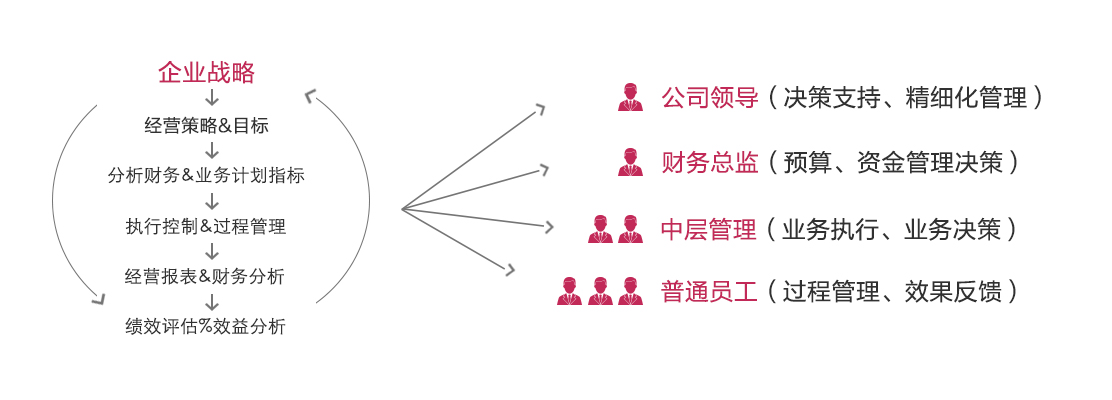 企业战略
经营策略&目标
分析财务&业务计划指标
执行控制&过程管理
经营报表&财务分析
绩效评估%效益分析
公司领导（决策支持、精细化管理）
财务总监（预算、资金管理决策）
中层管理（业务执行、业务决策）
普通员工（过程管理、效果反馈）